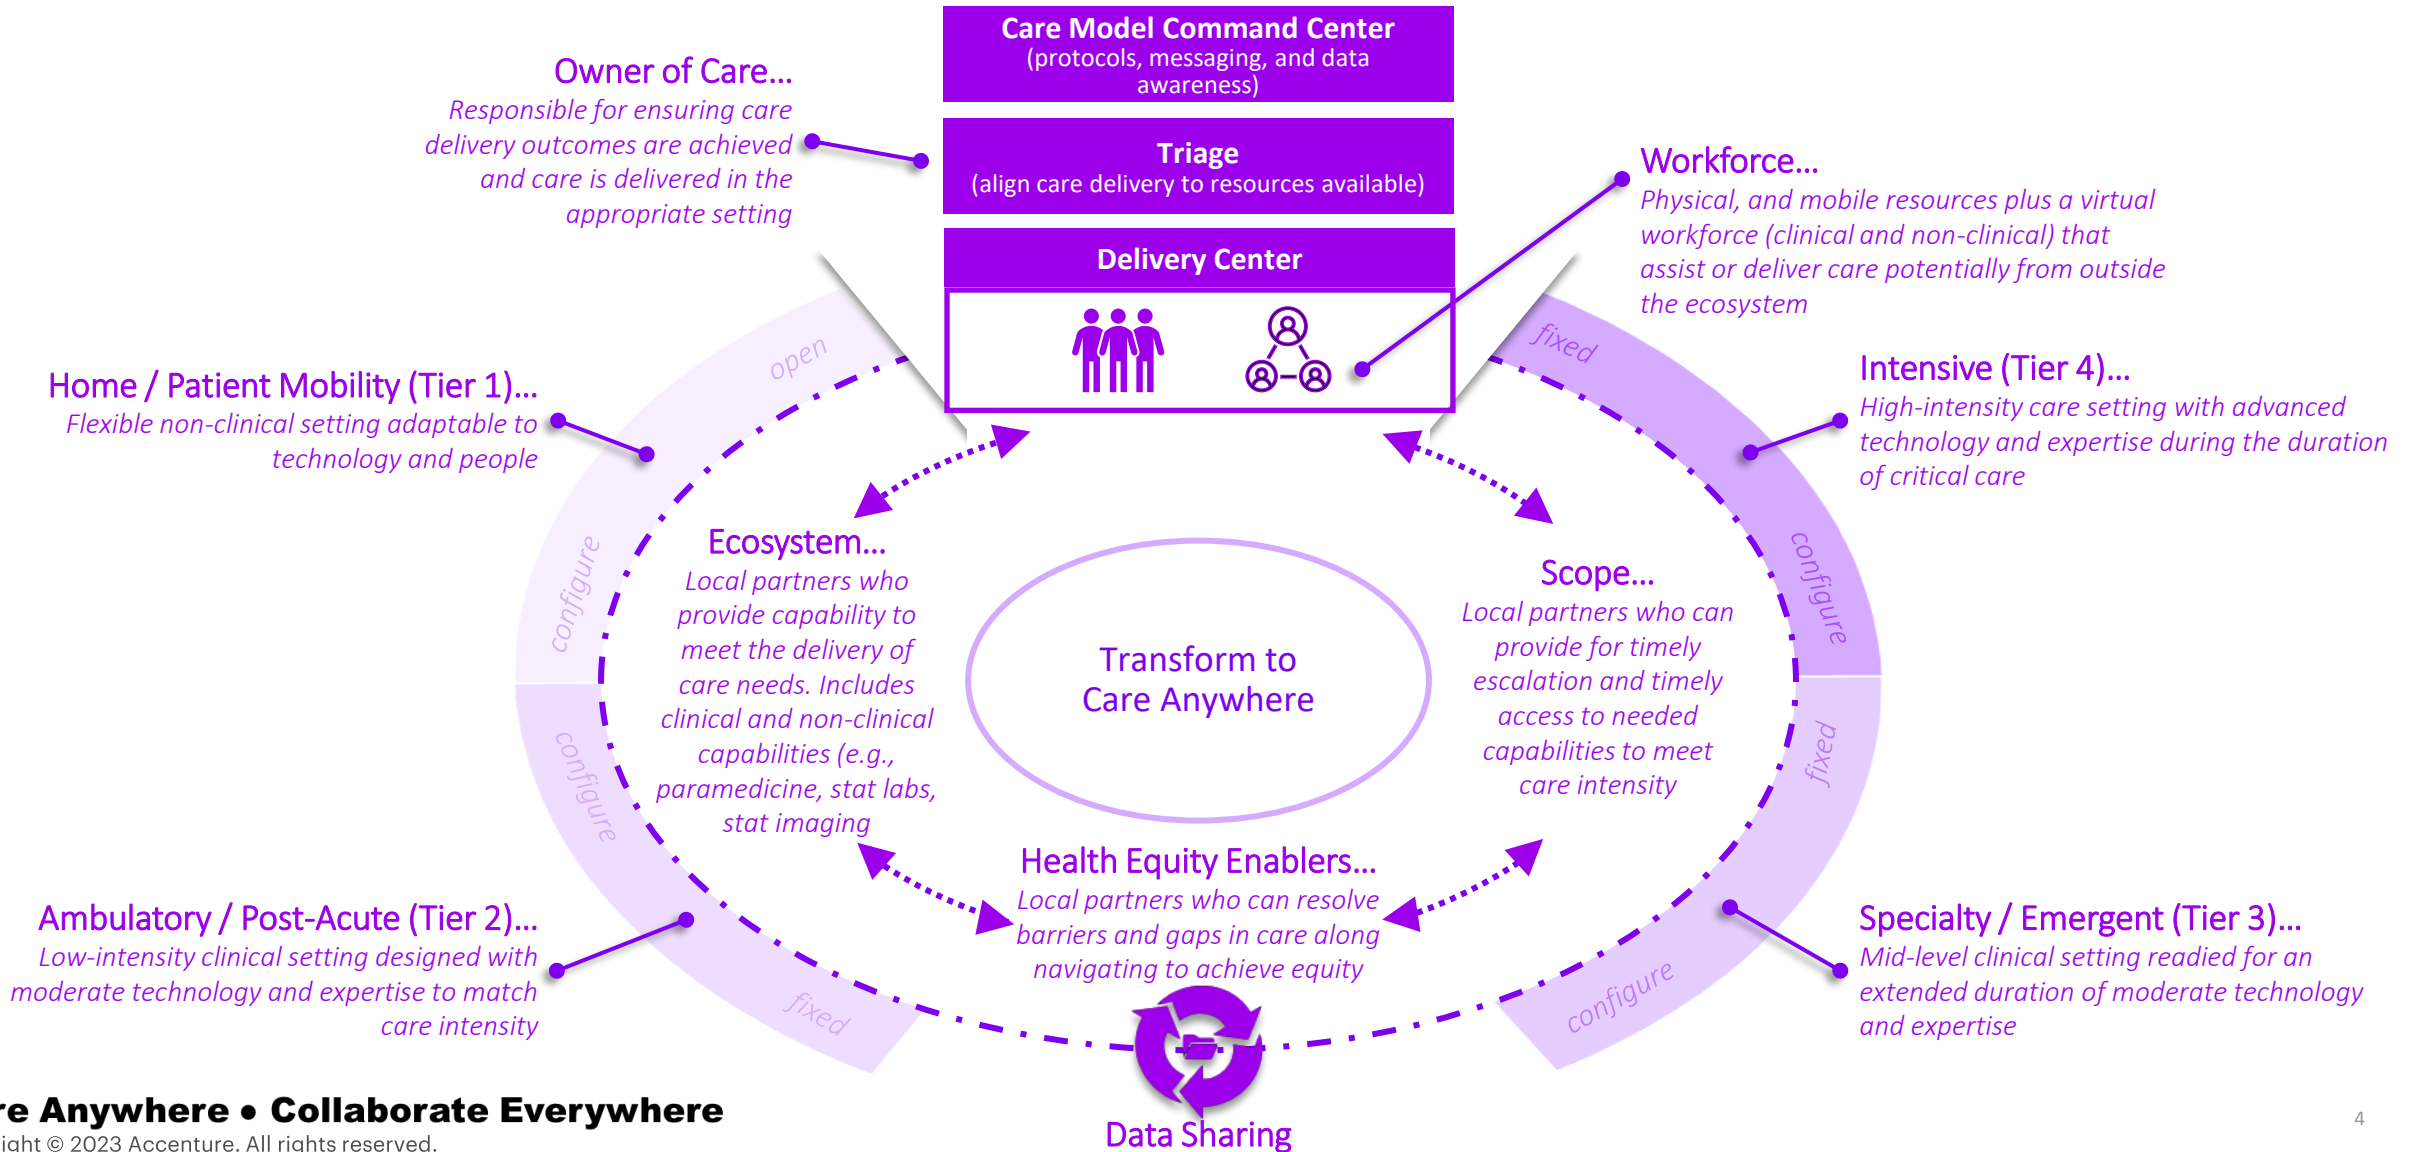 Care Model Command Center
(protocols, messaging, and data
awareness)
Owner of Care...
Responsible for ensuring care
delivery outcomes are achieved
and care is delivered in the
appropriate setting
Triage
(align care delivery to resources available)
Workforce...
Physical, and mobile resources plus a virtual
workforce (clinical and non-clinical) that
assist or deliver care potentially from outside
the ecosystem
Delivery Center
open
fixed
Home / Patient Mobility (Tier 1)...
Flexible non-clinical setting adaptable to
technology and people
Intensive (Tier 4)...
High-intensity care setting with advanced
technology and expertise during the duration
of critical care
configure
configure
Ecosystem...
Local partners who
provide capability to
meet the delivery of
care needs. Includes
clinical and non-clinical
capabilities (e.g.,
paramedicine, stat labs,
stat imaging
Transform to
Care Anywhere
Scope...
Local partners who can
provide for timely
escalation and timely
access to needed
capabilities to meet
care intensity
configure
fixed
Health Equity Enablers...
Local partners who can resolve
barriers and gaps in care along
navigating to achieve equity
Ambulatory / Post-Acute (Tier 2)...
Low-intensity clinical setting designed with
moderate technology and expertise to match
care intensity
Specialty / Emergent (Tier 3)...
Mid-level clinical setting readied for an
extended duration of moderate technology
and expertise
fixed
configure
Data Sharing
re Anywhere ● Collaborate Everywhere
ight © 2023 Accenture. All rights reserved.
4